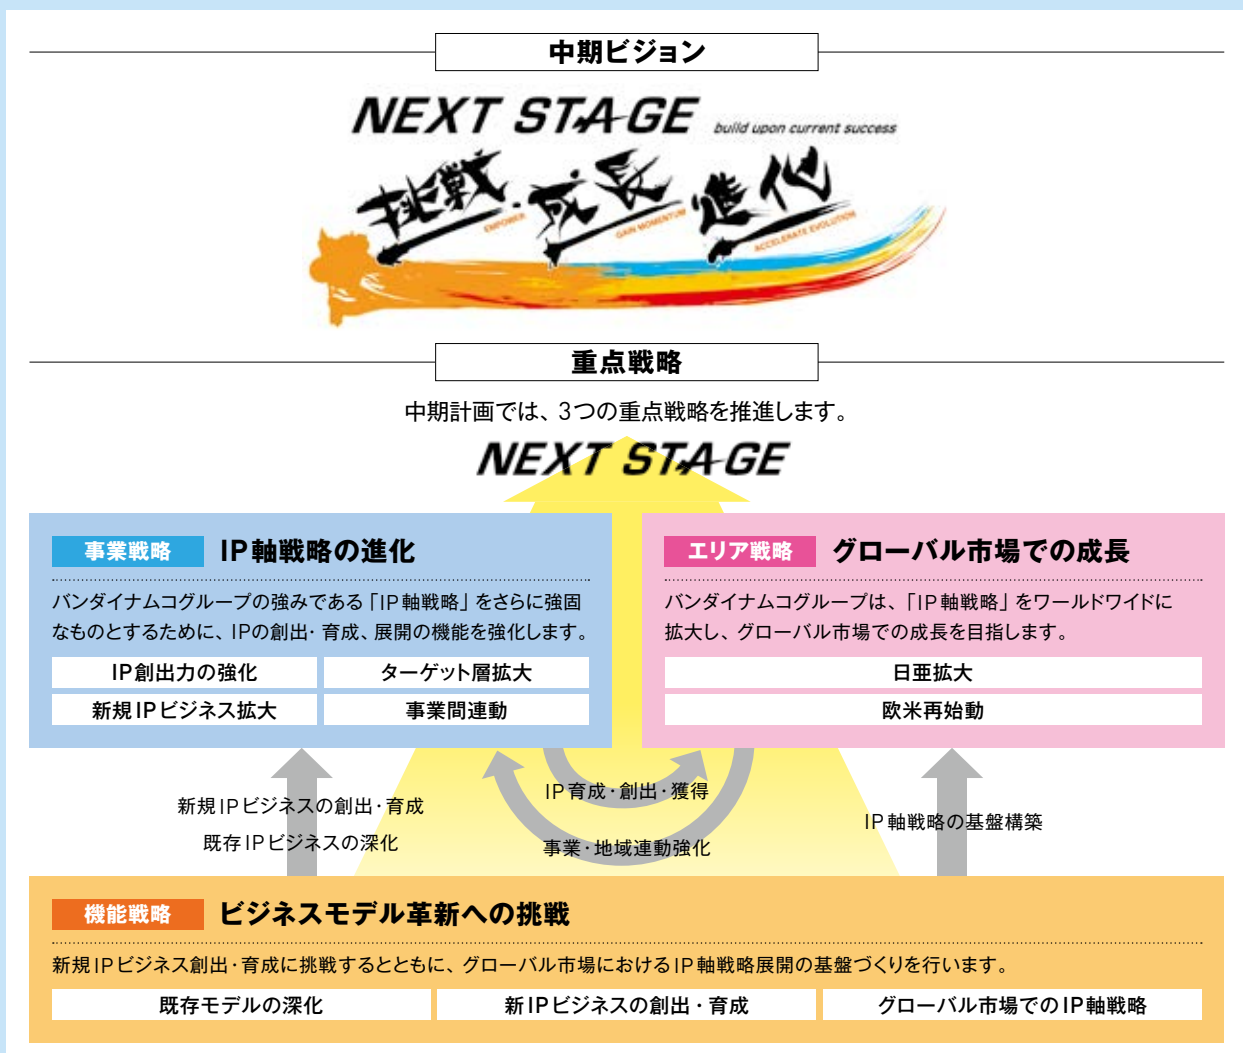 中期ビジョン
NEXT STAGE build upon current success
挑戦・成長・進化
EMPOWER GAIN MOMENTUM ACCELERATE EVOLUTION
重点戦略
中期計画では、3つの重点戦略を推進します。
NEXT STAGE
事業戦略 IP軸戦略の進化
バンダイナムコグループの強みである「IP軸戦略」をさらに強固
なものとするために、IPの創出・育成、展開の機能を強化します。
IP創出力の強化 ターゲット層拡大
新規IPビジネス拡大 事業間連動
エリア戦略 グローバル市場での成長
バンダイナムコグループは、「IP軸戦略」をワールドワイドに
拡大し、グローバル市場での成長を目指します。
日亜拡大
欧米再始動
新規IPビジネスの創出・育成
既存IPビジネスの深化
IP育成・創出・獲得
事業・地域連動強化
IP軸戦略の基盤構築
機能戦略 ビジネスモデル革新への挑戦
新規IPビジネス創出・育成に挑戦するとともに、グローバル市場におけるIP軸戦略展開の基盤づくりを行います。
既存モデルの深化 新IPビジネスの創出・育成 グローバル市場でのIP軸戦略